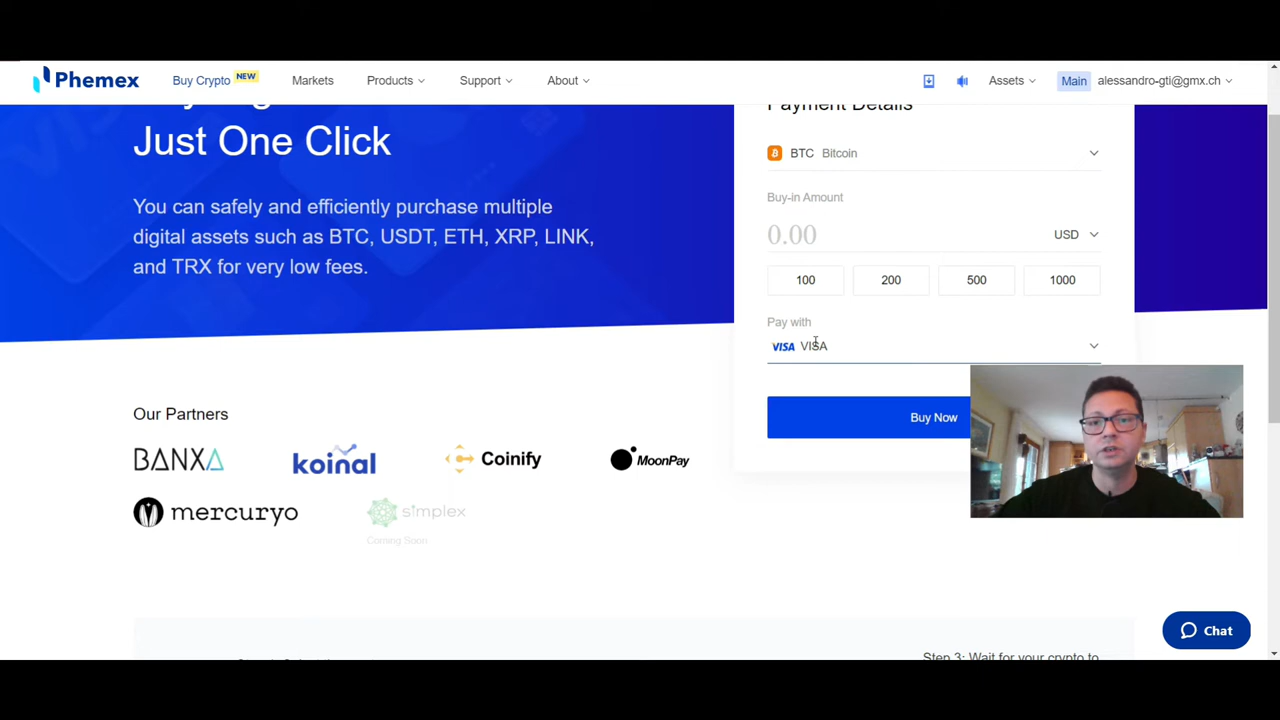 Phemex
Buy Crypto NEW
Markets
Products
Support
About
Assets
Main
alessandro-gti@gmx.ch
Just One Click
You can safely and efficiently purchase multiple
digital assets such as BTC, USDT, ETH, XRP, LINK,
and TRX for very low fees.
Payment Details
BTC Bitcoin
Buy-in Amount
0.00 USD
100 200 500 1000
Pay with
VISA VISA
Buy Now
Our Partners
BANXA koinal Coinify MoonPay
mercuryo simplex
Coming Soon
Step 3: Wait for your crypto to
Chat